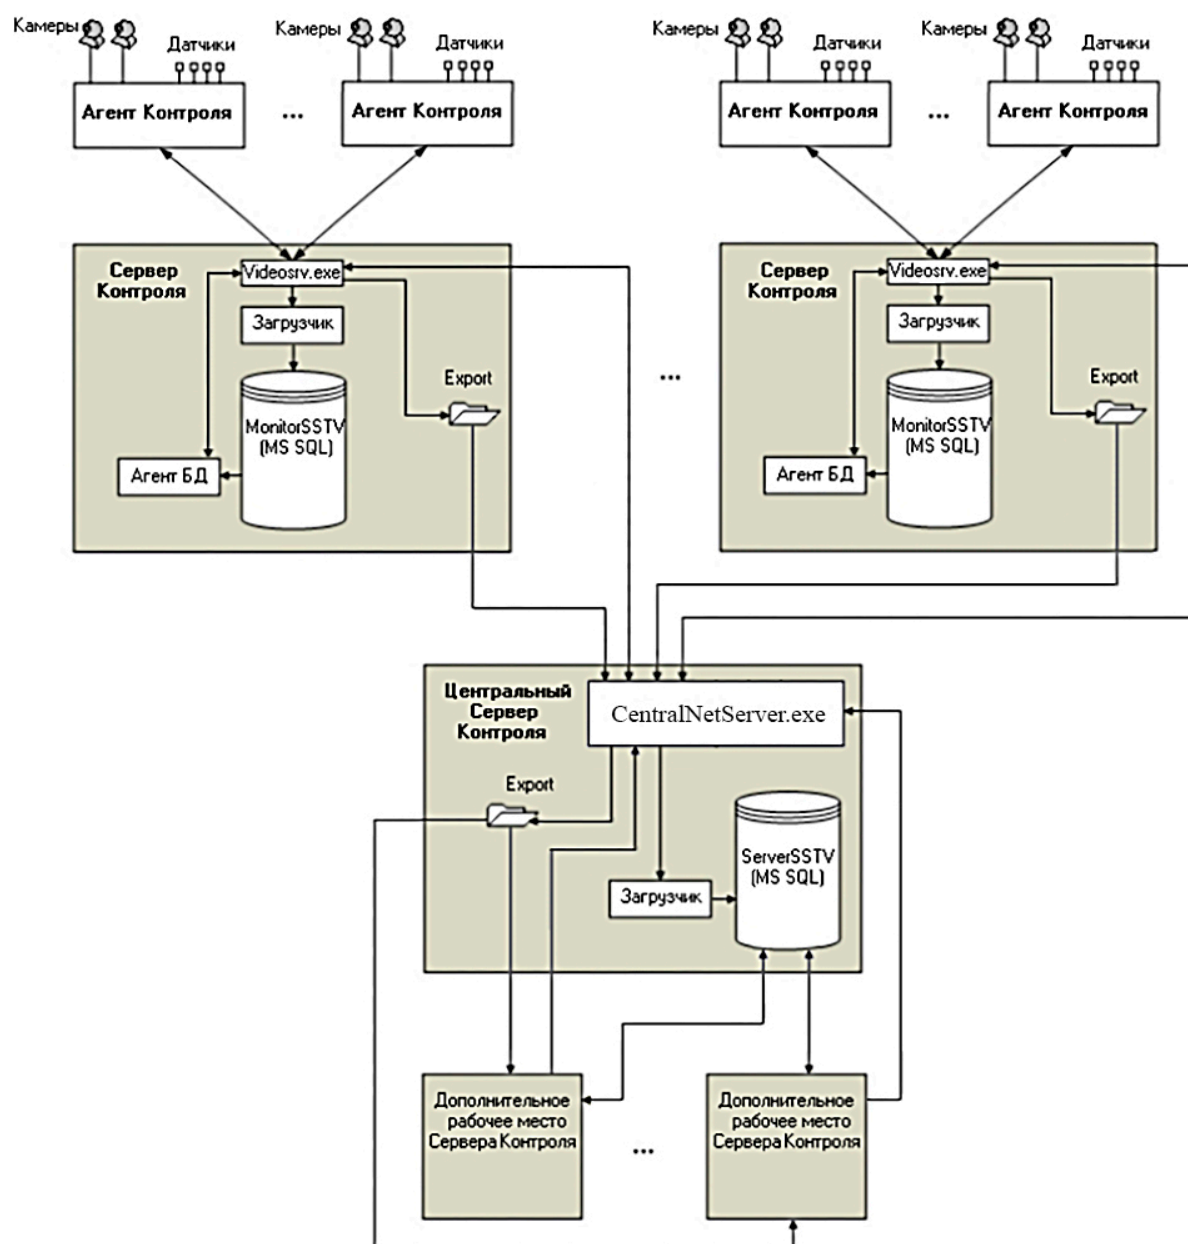 Камеры
Датчики
Агент Контроля
...
Камеры
Датчики
Агент Контроля
Камеры
Датчики
Агент Контроля
...
Камеры
Датчики
Агент Контроля
Сервер
Контроля
Videosrv.exe
Загрузчик
Export
MonitorSSTV
(MS SQL)
Агент БД
...
Сервер
Контроля
Videosrv.exe
Загрузчик
Export
MonitorSSTV
(MS SQL)
Агент БД
Центральный
Сервер
Контроля
CentralNetServer.exe
Export
ServerSSTV
(MS SQL)
Загрузчик
Дополнительное
рабочее место
Сервера Контроля
...
Дополнительное
рабочее место
Сервера Контроля